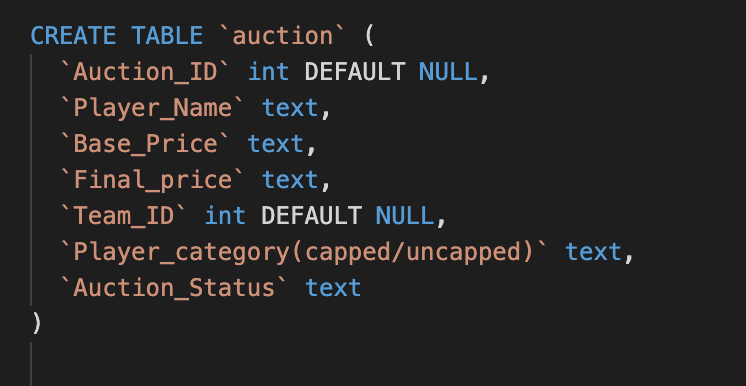 CREATE TABLE `auction` (
`Auction_ID` int DEFAULT NULL,
`Player_Name` text,
`Base_Price` text,
`Final_price` text,
`Team_ID` int DEFAULT NULL,
`Player_category(capped/uncapped)` text,
`Auction_Status` text
)